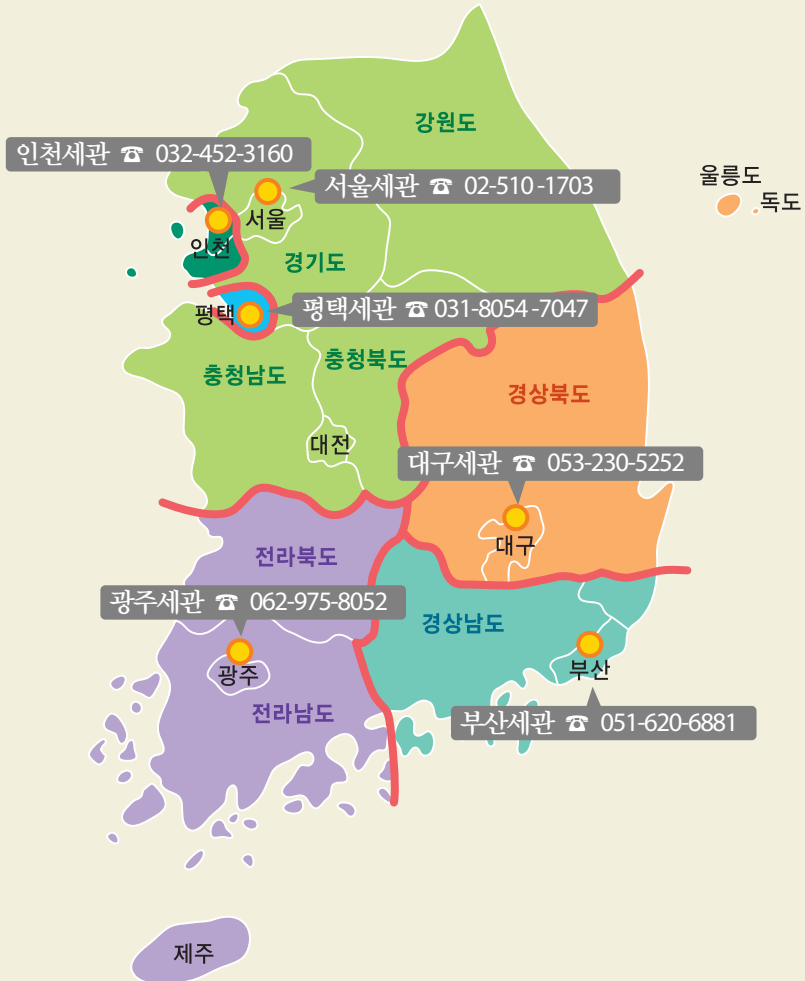 강원도
인천세관 ☎ 032-452-3160
서울세관 ☎ 02-510-1703
울릉도
독도
서울
인천
경기도
평택
평택세관 ☎ 031-8054-7047
충청남도
충청북도
경상북도
대전
대구세관 ☎ 053-230-5252
대구
전라북도
광주세관 ☎ 062-975-8052
경상남도
광주
부산
전라남도
부산세관 ☎ 051-620-6881
제주